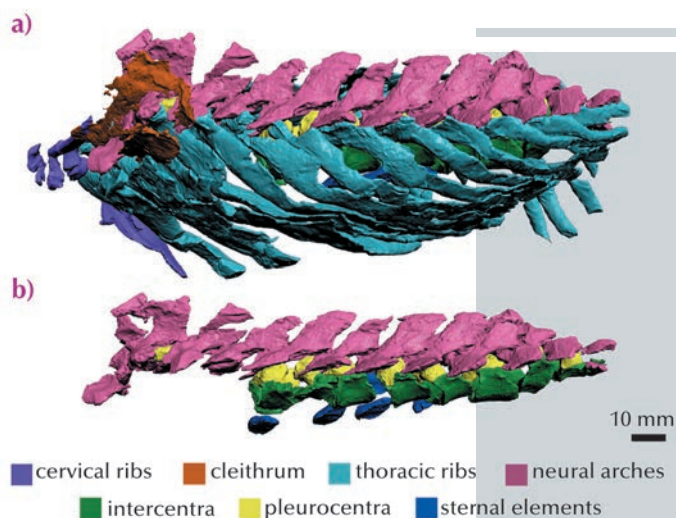 a)
b)
10 mm
cervical ribs cleithrum thoracic ribs neural arches
intercentra pleurocentra sternal elements